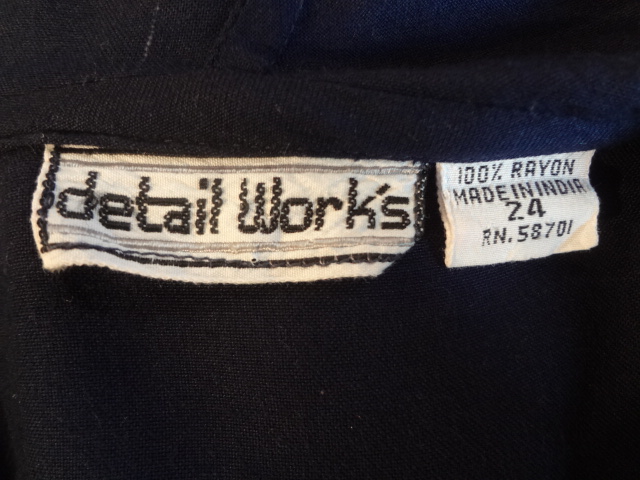 detail work's
100% RAYON
MADE IN INDIA
24
RN. 58701